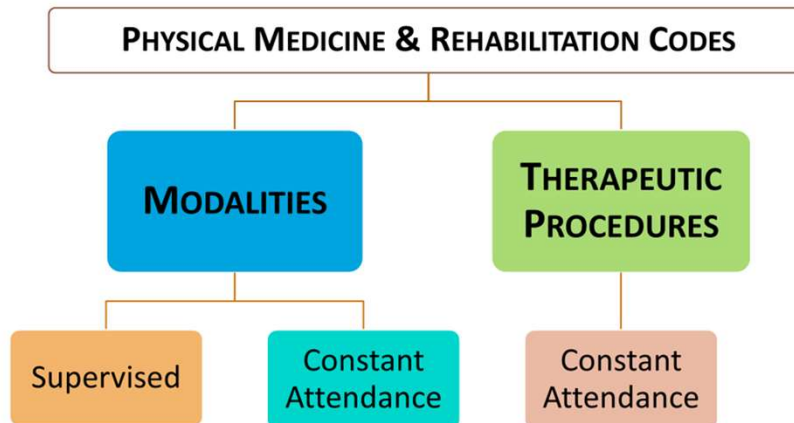 PHYSICAL MEDICINE & REHABILITATION CODES
MODALITIES
THERAPEUTIC
PROCEDURES
Supervised
Constant
Attendance
Constant
Attendance